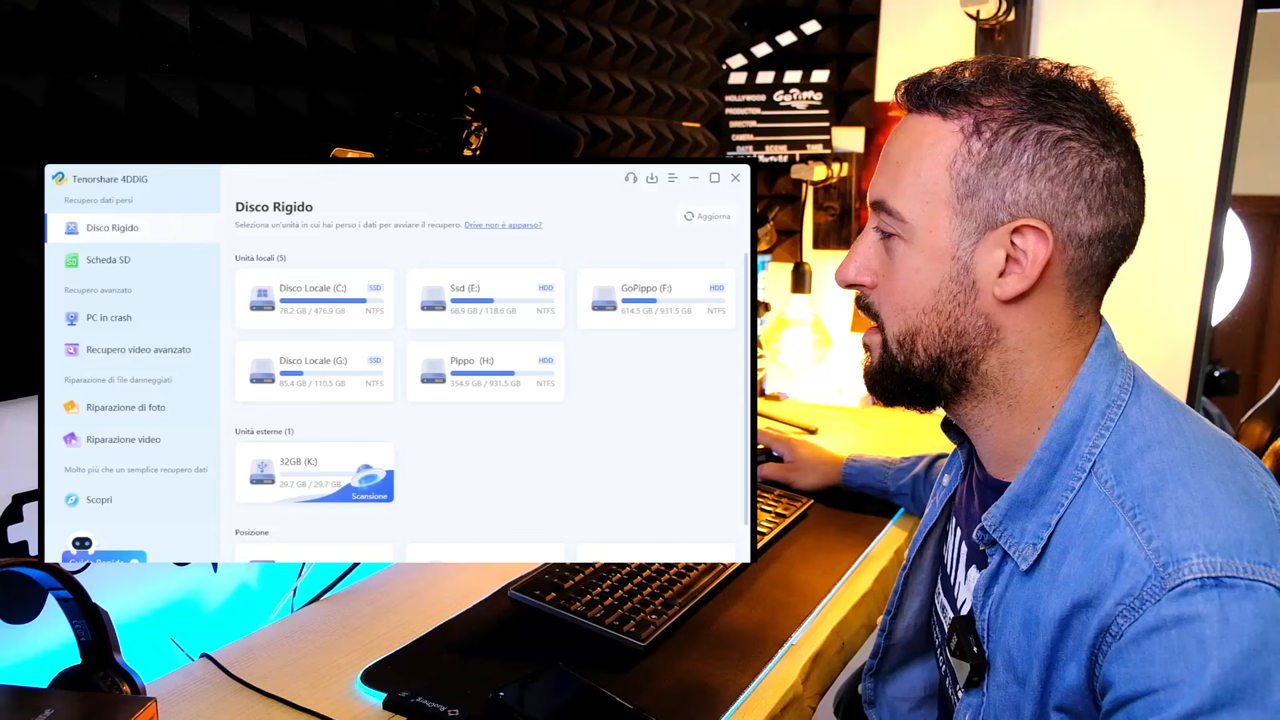 HOLLYWOOD GoPippo
PRODUCTION
DIRECTOR
CAMERA
DATE SCENE TAKE
Tenorshare 4DDiG
Recupero dati persi
Disco Rigido
Scheda SD
Recupero avanzato
PC in crash
Recupero video avanzato
Riparazione di file danneggiati
Riparazione di foto
Riparazione video
Molto più che un semplice recupero dati
Scopri
Disco Rigido
Seleziona un'unità in cui hai perso i dati per avviare il recupero. Drive non è apparso?
Aggiorna
Unità locali (5)
Disco Locale (C:) SSD
78.2 GB / 476.9 GB NTFS
Ssd (E:) HDD
68.9 GB / 118.6 GB NTFS
GoPippo (F:) HDD
614.5 GB / 931.5 GB NTFS
Disco Locale (G:) SSD
85.4 GB / 110.5 GB NTFS
Pippo (H:) HDD
354.9 GB / 931.5 GB NTFS
Unità esterne (1)
32GB (K:)
29.7 GB / 29.7 GB
Scansione
Posizione